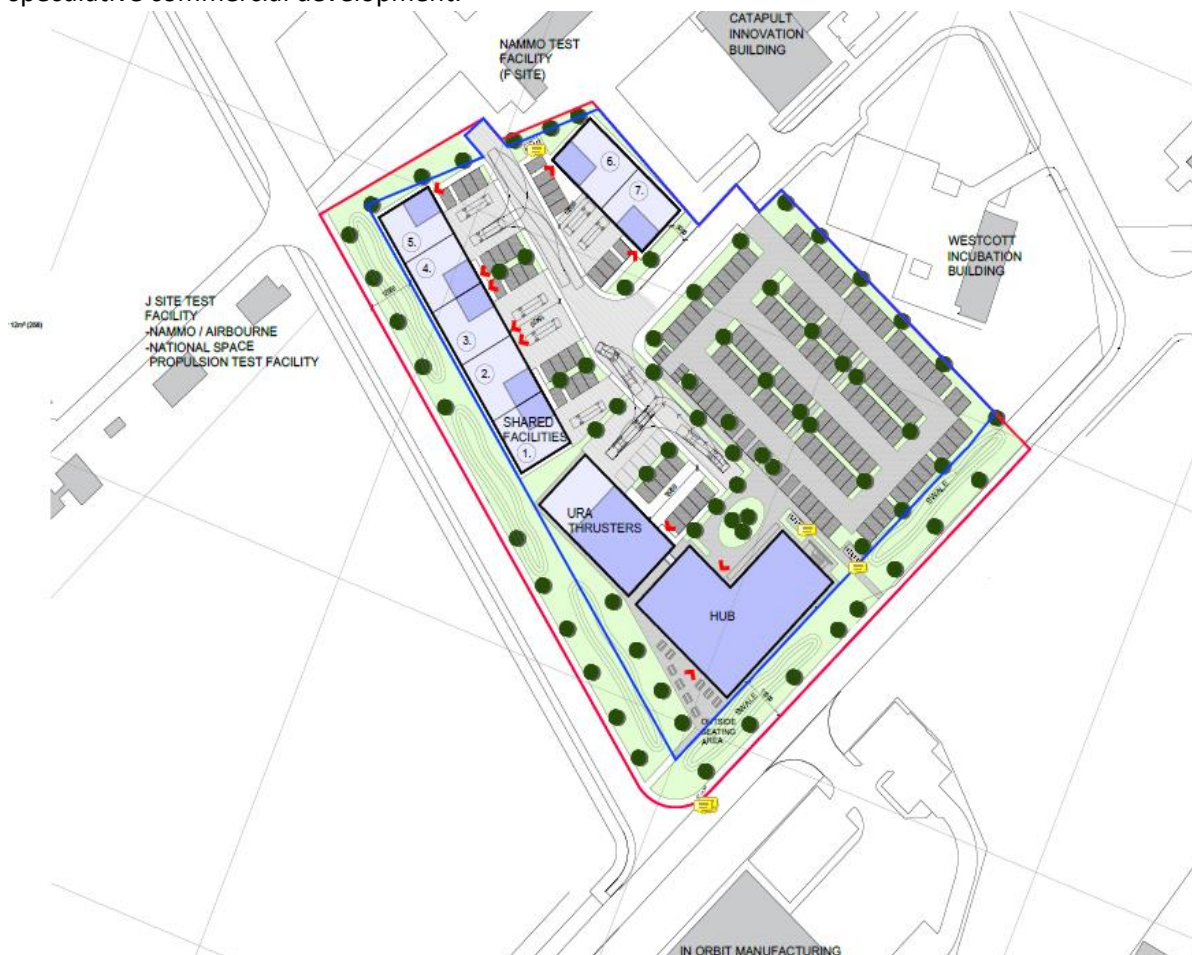 speculative commercial development.
CATAPULT
INNOVATION
BUILDING
NAMMO TEST
FACILITY
(F SITE)
6.
7.
WESTCOTT
INCUBATION
BUILDING
5.
4.
J SITE TEST
FACILITY
-NAMMO / AIRBOURNE
-NATIONAL SPACE
PROPULSION TEST FACILITY
3.
2.
SHARED
FACILITIES
1.
SWALE
URA
THRUSTERS
HUB
SWALE
OUTSIDE
SEATING
AREA
IN ORBIT MANUFACTURING